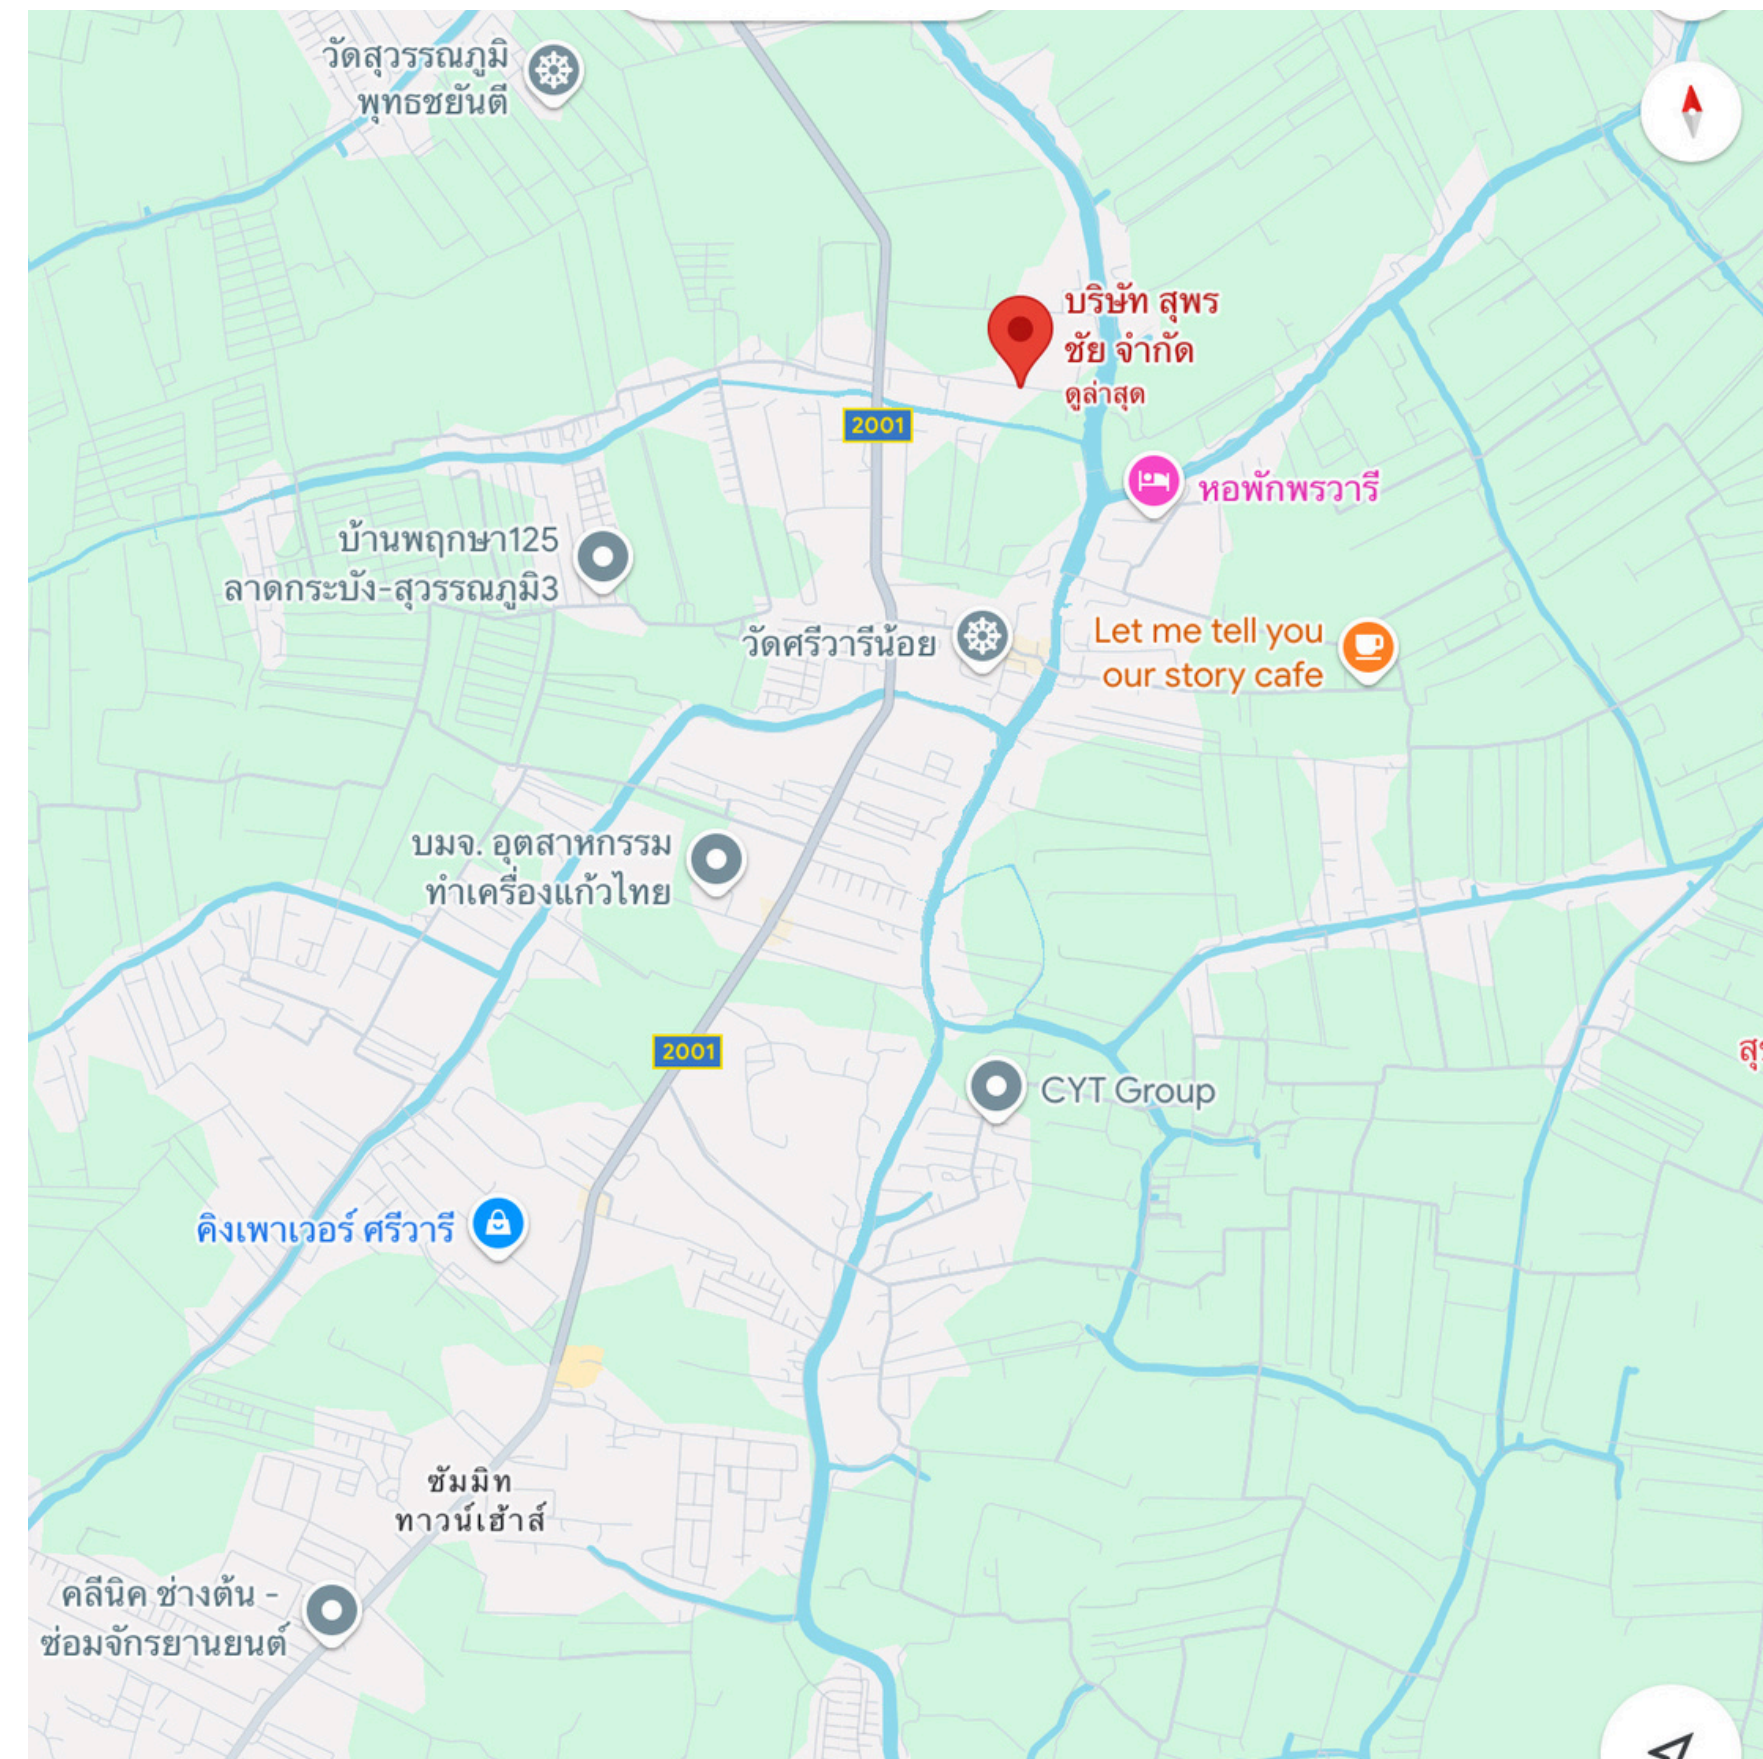 วัดสุวรรณภูมิ
พุทธชยันตี
บริษัท สุพร
ชัย จำกัด
ดูล่าสุด
2001
หอพักพรวารี
บ้านพฤกษา125
ลาดกระบัง-สุวรรณภูมิ3
วัดศรีวารีน้อย
Let me tell you
our story cafe
บมจ. อุตสาหกรรม
ทำเครื่องแก้วไทย
2001
CYT Group
คิงเพาเวอร์ ศรีวารี
ซัมมิท
ทาวน์เฮ้าส์
คลีนิค ช่างต้น -
ซ่อมจักรยานยนต์